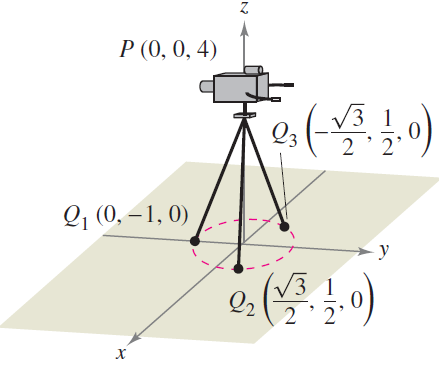 z
P (0, 0, 4)
Q₃ (−√3/2, 1/2, 0)
Q₁ (0, −1, 0)
y
Q₂ (√3/2, 1/2, 0)
x